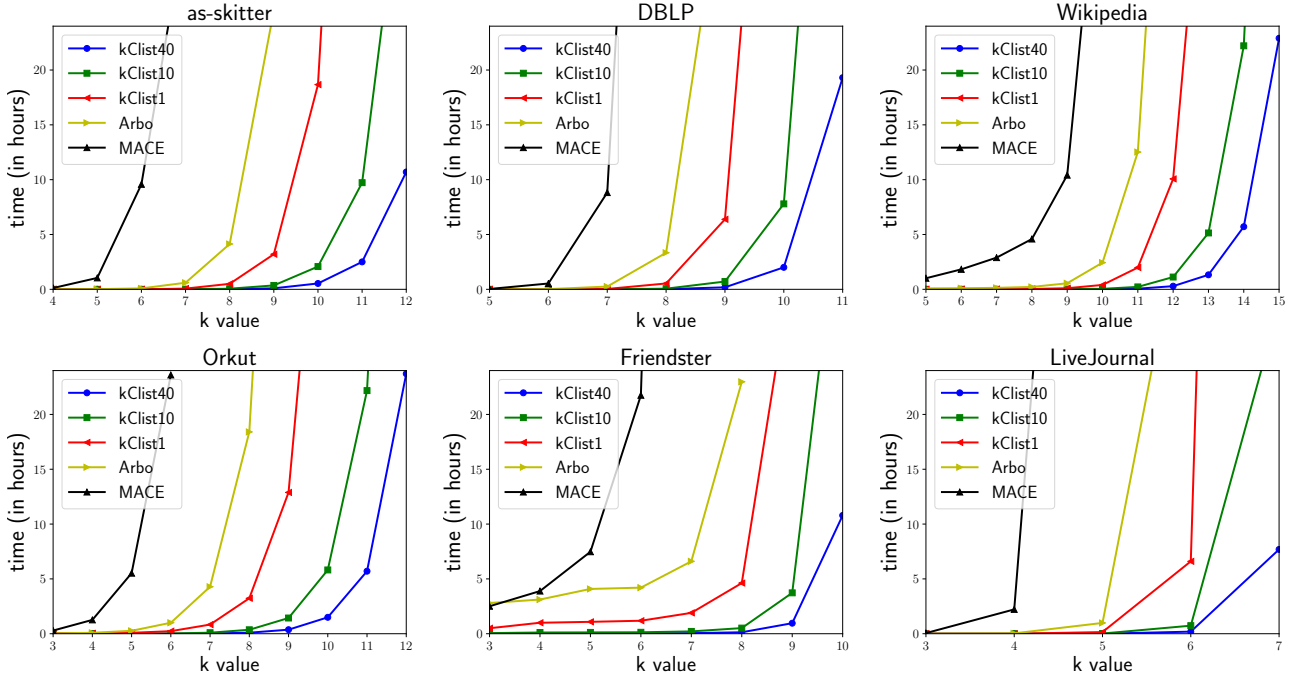 as-skitter
time (in hours)
20
15
10
5
0
kClist40
kClist10
kClist1
Arbo
MACE
4 5 6 7 8 9 10 11 12
k value
DBLP
time (in hours)
20
15
10
5
0
kClist40
kClist10
kClist1
Arbo
MACE
5 6 7 8 9 10 11
k value
Wikipedia
time (in hours)
20
15
10
5
0
kClist40
kClist10
kClist1
Arbo
MACE
5 6 7 8 9 10 11 12 13 14 15
k value
Orkut
time (in hours)
20
15
10
5
0
kClist40
kClist10
kClist1
Arbo
MACE
3 4 5 6 7 8 9 10 11 12
k value
Friendster
time (in hours)
20
15
10
5
0
kClist40
kClist10
kClist1
Arbo
MACE
3 4 5 6 7 8 9 10
k value
LiveJournal
time (in hours)
20
15
10
5
0
kClist40
kClist10
kClist1
Arbo
MACE
3 4 5 6 7
k value